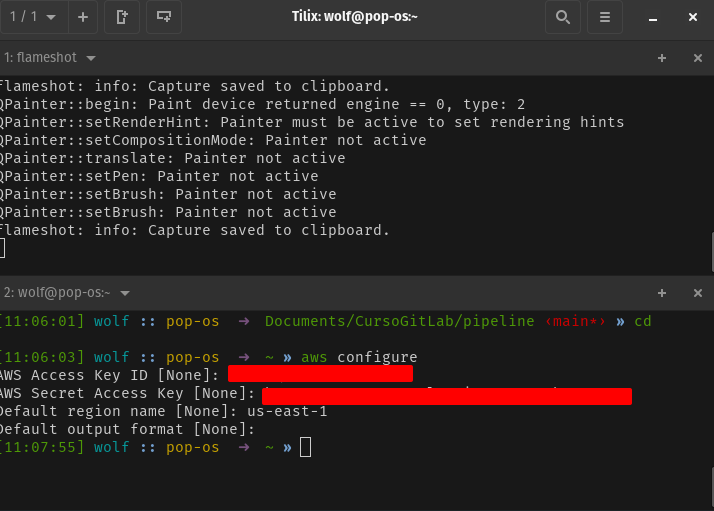 1 / 1
Tilix: wolf@pop-os:~
1: flameshot
flameshot: info: Capture saved to clipboard.
QPainter::begin: Paint device returned engine == 0, type: 2
QPainter::setRenderHint: Painter must be active to set rendering hints
QPainter::setCompositionMode: Painter not active
QPainter::translate: Painter not active
QPainter::setPen: Painter not active
QPainter::setBrush: Painter not active
QPainter::setBrush: Painter not active
flameshot: info: Capture saved to clipboard.
2: wolf@pop-os:~
[11:06:01] wolf :: pop-os ➜ Documents/CursoGitLab/pipeline ‹main*› » cd
[11:06:03] wolf :: pop-os ➜ ~ » aws configure
AWS Access Key ID [None]:
AWS Secret Access Key [None]:
Default region name [None]: us-east-1
Default output format [None]:
[11:07:55] wolf :: pop-os ➜ ~ »